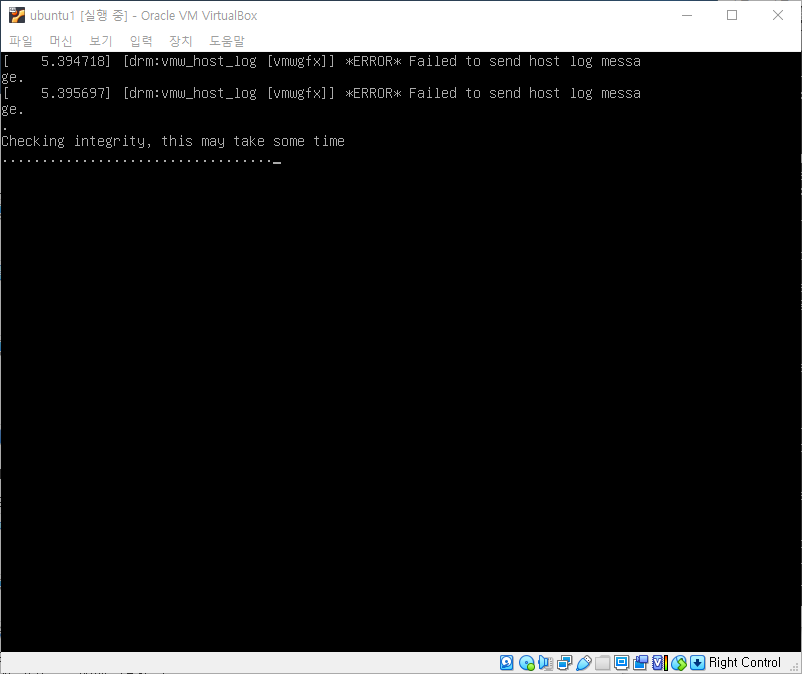 ubuntu1 [실행 중] - Oracle VM VirtualBox
파일 머신 보기 입력 장치 도움말
[    5.394718] [drm:vmw_host_log [vmwgfx]] *ERROR* Failed to send host log messa
ge.
[    5.395697] [drm:vmw_host_log [vmwgfx]] *ERROR* Failed to send host log messa
ge.
.
Checking integrity, this may take some time
..................................
Right Control